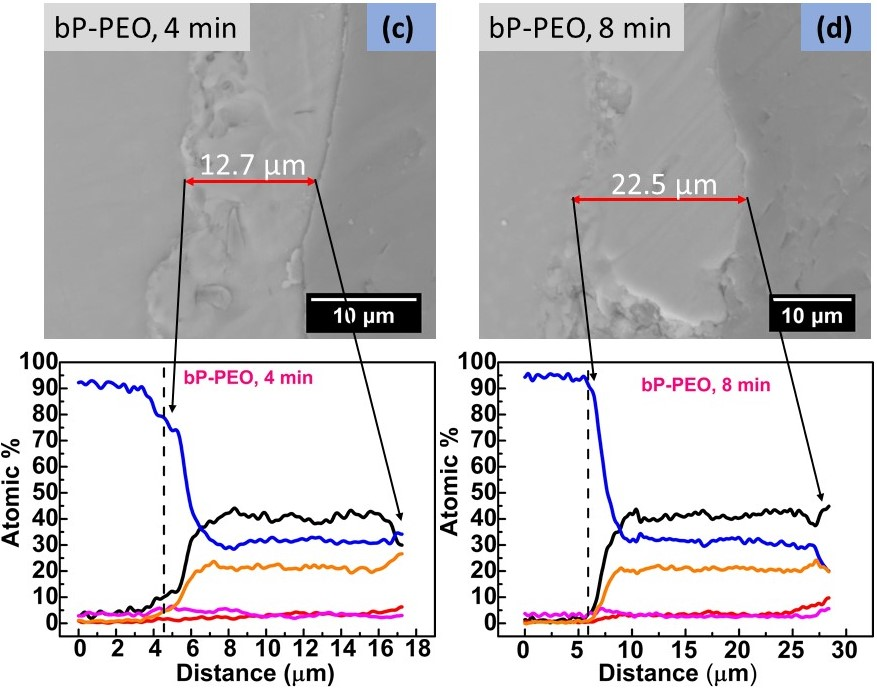 bP-PEO, 4 min
(c)
12.7 µm
10 µm
bP-PEO, 8 min
(d)
22.5 µm
10 µm
100
90
80
70
60
50
40
30
20
10
0
Atomic %
bP-PEO, 4 min
0 2 4 6 8 10 12 14 16 18
Distance (µm)
100
90
80
70
60
50
40
30
20
10
0
Atomic %
bP-PEO, 8 min
0 5 10 15 20 25 30
Distance (µm)